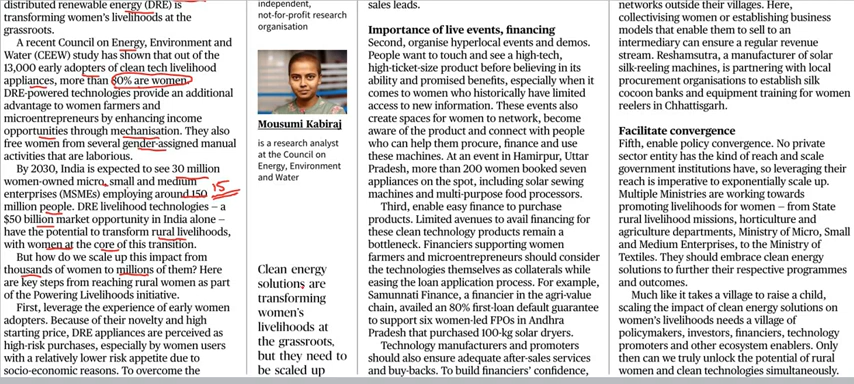 distributed renewable energy (DRE) is
transforming women's livelihoods at the
grassroots.
A recent Council on Energy, Environment and
Water (CEEW) study has shown that out of the
13,000 early adopters of clean tech livelihood
appliances, more than 80% are women.
DRE-powered technologies provide an additional
advantage to women farmers and
microentrepreneurs by enhancing income
opportunities through mechanisation. They also
free women from several gender-assigned manual
activities that are laborious.
By 2030, India is expected to see 30 million
women-owned micro, small and medium
enterprises (MSMEs) employing around 150
15
million people. DRE livelihood technologies – a
$50 billion market opportunity in India alone –
have the potential to transform rural livelihoods,
with women at the core of this transition.
But how do we scale up this impact from
thousands of women to millions of them? Here
are key steps from reaching rural women as part
of the Powering Livelihoods initiative.
First, leverage the experience of early women
adopters. Because of their novelty and high
starting price, DRE appliances are perceived as
high-risk purchases, especially by women users
with a relatively lower risk appetite due to
socio-economic reasons. To overcome the
independent,
not-for-profit research
organisation
Mousumi Kabiraj
is a research analyst
at the Council on
Energy, Environment
and Water
Clean energy
solutions are
transforming
women's
livelihoods at
the grassroots,
but they need to
be scaled up
sales leads.
Importance of live events, financing
Second, organise hyperlocal events and demos.
People want to touch and see a high-tech,
high-ticket-size product before believing in its
ability and promised benefits, especially when it
comes to women who historically have limited
access to new information. These events also
create spaces for women to network, become
aware of the product and connect with people
who can help them procure, finance and use
these machines. At an event in Hamirpur, Uttar
Pradesh, more than 200 women booked seven
appliances on the spot, including solar sewing
machines and multi-purpose food processors.
Third, enable easy finance to purchase
products. Limited avenues to avail financing for
these clean technology products remain a
bottleneck. Financiers supporting women
farmers and microentrepreneurs should consider
the technologies themselves as collaterals while
easing the loan application process. For example,
Samunnati Finance, a financier in the agri-value
chain, availed an 80% first-loan default guarantee
to support six women-led FPOs in Andhra
Pradesh that purchased 100-kg solar dryers.
Technology manufacturers and promoters
should also ensure adequate after-sales services
and buy-backs. To build financiers' confidence,
networks outside their villages. Here,
collectivising women or establishing business
models that enable them to sell to an
intermediary can ensure a regular revenue
stream. Reshamsutra, a manufacturer of solar
silk-reeling machines, is partnering with local
procurement organisations to establish silk
cocoon banks and equipment training for women
reelers in Chhattisgarh.
Facilitate convergence
Fifth, enable policy convergence. No private
sector entity has the kind of reach and scale
government institutions have, so leveraging their
reach is imperative to exponentially scale up.
Multiple Ministries are working towards
promoting livelihoods for women – from State
rural livelihood missions, horticulture and
agriculture departments, Ministry of Micro, Small
and Medium Enterprises, to the Ministry of
Textiles. They should embrace clean energy
solutions to further their respective programmes
and outcomes.
Much like it takes a village to raise a child,
scaling the impact of clean energy solutions on
women's livelihoods needs a village of
policymakers, investors, financiers, technology
promoters and other ecosystem enablers. Only
then can we truly unlock the potential of rural
women and clean technologies simultaneously.